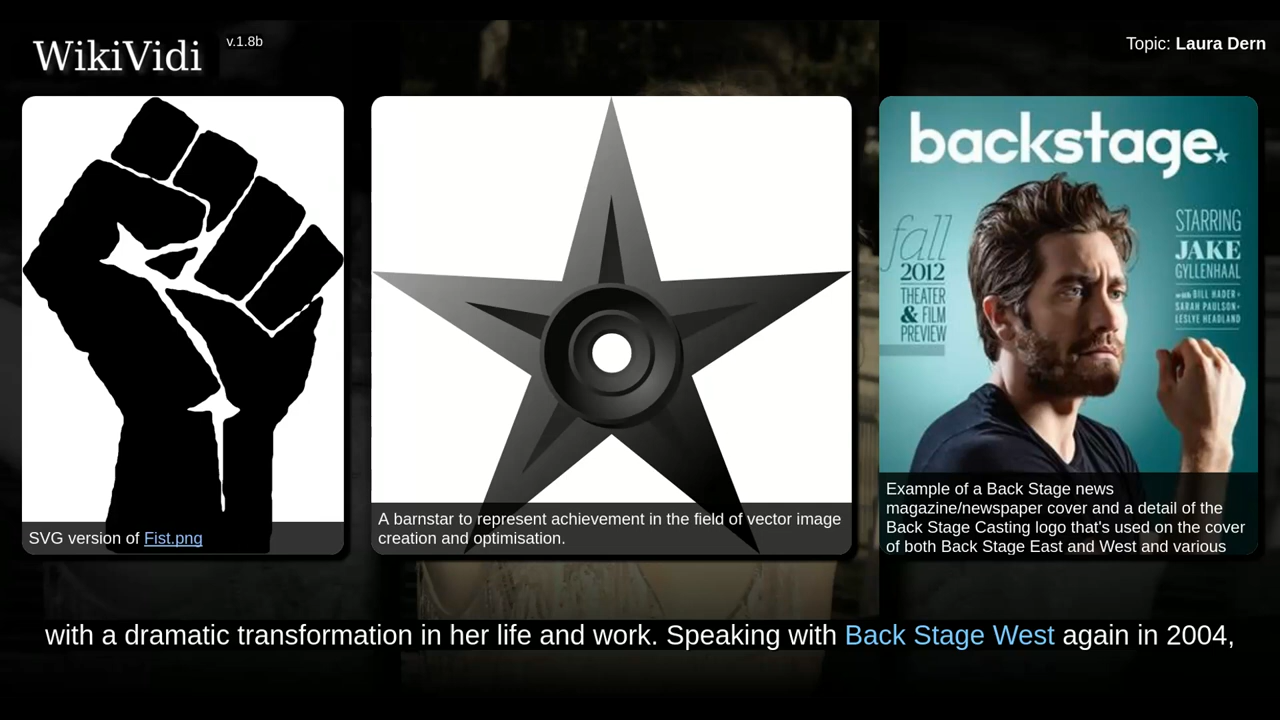 WikiVidi
v.1.8b
Topic: Laura Dern
SVG version of Fist.png
A barnstar to represent achievement in the field of vector image
creation and optimisation.
backstage
fall
2012
THEATER
& FILM
PREVIEW
STARRING
JAKE
GYLLENHAAL
with BILL HADER
SARAH PAULSON
LESLYE HEADLAND
Example of a Back Stage news
magazine/newspaper cover and a detail of the
Back Stage Casting logo that's used on the cover
of both Back Stage East and West and various
with a dramatic transformation in her life and work. Speaking with Back Stage West again in 2004,